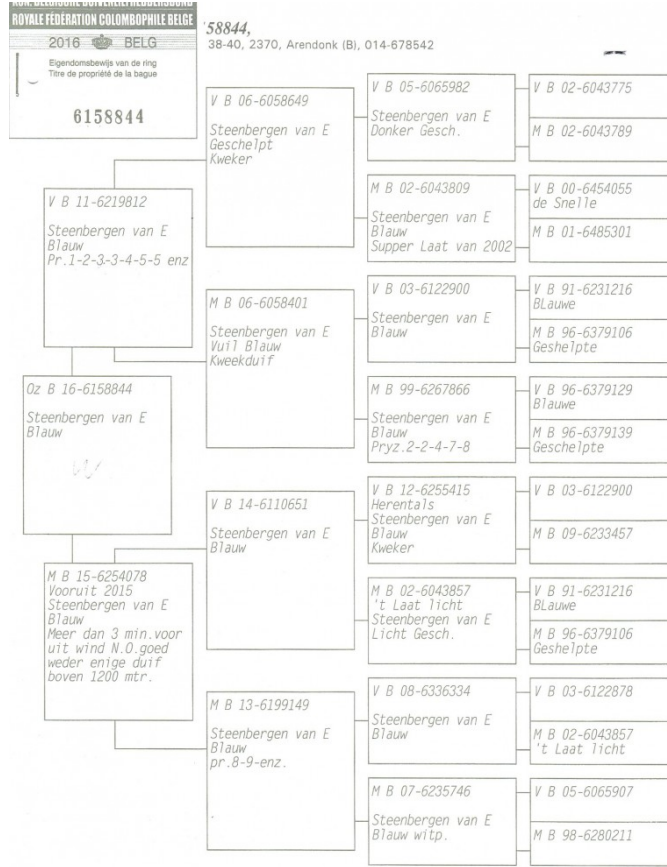 KON. BELGISCHE DUIVENLIEFHEBBERSBOND
ROYALE FÉDÉRATION COLOMBOPHILE BELGE
2016 BELG
Eigendomsbewijs van de ring
Titre de propriété de la bague
6158844
58844,
38-40, 2370, Arendonk (B), 014-678542
Oz B 16-6158844
Steenbergen van E
Blauw
V B 11-6219812
Steenbergen van E
Blauw
Pr.1-2-3-3-4-5-5 enz
M B 15-6254078
Vooruit 2015
Steenbergen van E
Blauw
Meer dan 3 min.voor
uit wind N.O.goed
weder enige duif
boven 1200 mtr.
V B 06-6058649
Steenbergen van E
Geschelpt
Kweker
M B 06-6058401
Steenbergen van E
Vuil Blauw
Kweekduif
V B 14-6110651
Steenbergen van E
Blauw
M B 13-6199149
Steenbergen van E
Blauw
pr.8-9-enz.
V B 05-6065982
Steenbergen van E
Donker Gesch.
M B 02-6043809
Steenbergen van E
Blauw
Supper Laat van 2002
V B 03-6122900
Steenbergen van E
Blauw
M B 99-6267866
Steenbergen van E
Blauw
Pryz.2-2-4-7-8
V B 12-6255415
Herentals
Steenbergen van E
Blauw
Kweker
M B 02-6043857
't Laat licht
Steenbergen van E
Licht Gesch.
V B 08-6336334
Steenbergen van E
Blauw
M B 07-6235746
Steenbergen van E
Blauw witp.
V B 02-6043775
M B 02-6043789
V B 00-6454055
de Snelle
M B 01-6485301
V B 91-6231216
BLauwe
M B 96-6379106
Geshelpte
V B 96-6379129
Blauwe
M B 96-6379139
Geschelpte
V B 03-6122900
M B 09-6233457
V B 91-6231216
BLauwe
M B 96-6379106
Geshelpte
V B 03-6122878
M B 02-6043857
't Laat licht
V B 05-6065907
M B 98-6280211